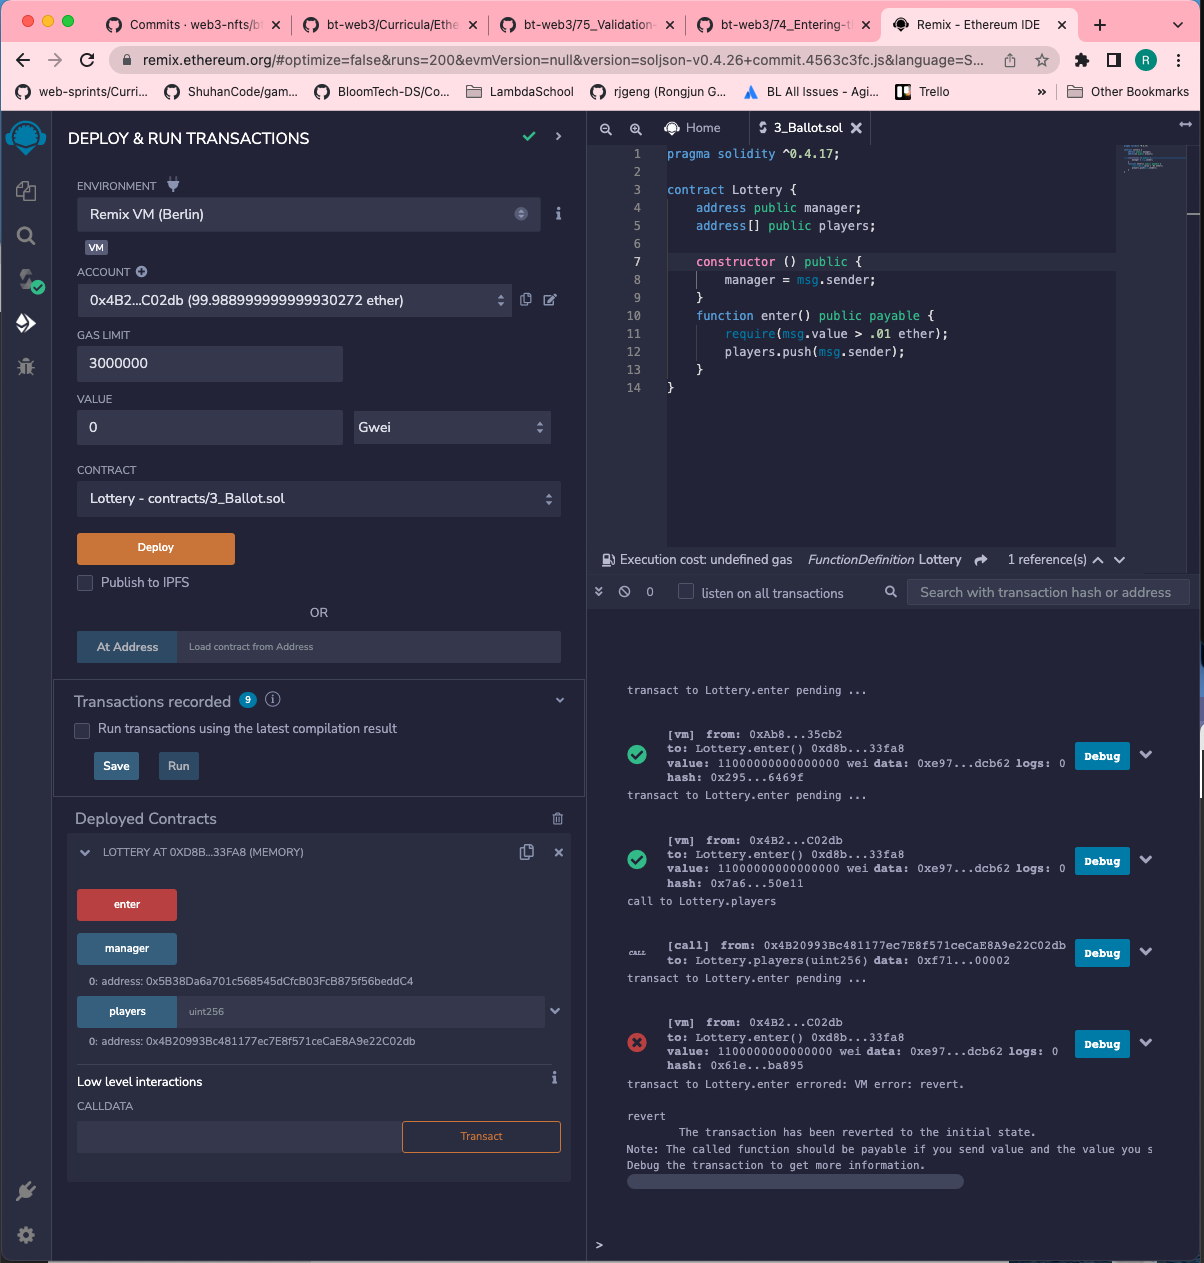 Commits · web3-nfts/bt
bt-web3/Curricula/Ethe
bt-web3/75_Validation-
bt-web3/74_Entering-t
Remix - Ethereum IDE
remix.ethereum.org/#optimize=false&runs=200&evmVersion=null&version=soljson-v0.4.26+commit.4563c3fc.js&language=S...
R
web-sprints/Curri...
ShuhanCode/gam...
BloomTech-DS/Co...
LambdaSchool
rjgeng (Rongjun G...
BL All Issues - Agi...
Trello
»
Other Bookmarks
DEPLOY & RUN TRANSACTIONS
ENVIRONMENT
Remix VM (Berlin)
VM
ACCOUNT
0x4B2...C02db (99.988999999999930272 ether)
GAS LIMIT
3000000
VALUE
0
Gwei
CONTRACT
Lottery - contracts/3_Ballot.sol
Deploy
Publish to IPFS
OR
At Address
Load contract from Address
Transactions recorded 9
Run transactions using the latest compilation result
Save
Run
Deployed Contracts
LOTTERY AT 0XD8B...33FA8 (MEMORY)
enter
manager
0: address: 0x5B38Da6a701c568545dCfcB03FcB875f56beddC4
players
uint256
0: address: 0x4B20993Bc481177ec7E8f571ceCaE8A9e22C02db
Low level interactions
CALLDATA
Transact
Home
3_Ballot.sol
1 pragma solidity ^0.4.17;
2
3 contract Lottery {
4 address public manager;
5 address[] public players;
6
7 constructor () public {
8 manager = msg.sender;
9 }
10 function enter() public payable {
11 require(msg.value > .01 ether);
12 players.push(msg.sender);
13 }
14 }
Execution cost: undefined gas
FunctionDefinition Lottery
1 reference(s)
0
listen on all transactions
Search with transaction hash or address
transact to Lottery.enter pending ...
[vm] from: 0xAb8...35cb2
to: Lottery.enter() 0xd8b...33fa8
value: 11000000000000000 wei data: 0xe97...dcb62 logs: 0
hash: 0x295...6469f
Debug
transact to Lottery.enter pending ...
[vm] from: 0x4B2...C02db
to: Lottery.enter() 0xd8b...33fa8
value: 11000000000000000 wei data: 0xe97...dcb62 logs: 0
hash: 0x7a6...50e11
Debug
call to Lottery.players
CALL
[call] from: 0x4B20993Bc481177ec7E8f571ceCaE8A9e22C02db
to: Lottery.players(uint256) data: 0xf71...00002
Debug
transact to Lottery.enter pending ...
[vm] from: 0x4B2...C02db
to: Lottery.enter() 0xd8b...33fa8
value: 1100000000000000 wei data: 0xe97...dcb62 logs: 0
hash: 0x61e...ba895
Debug
transact to Lottery.enter errored: VM error: revert.
revert
The transaction has been reverted to the initial state.
Note: The called function should be payable if you send value and the value you s
Debug the transaction to get more information.
>